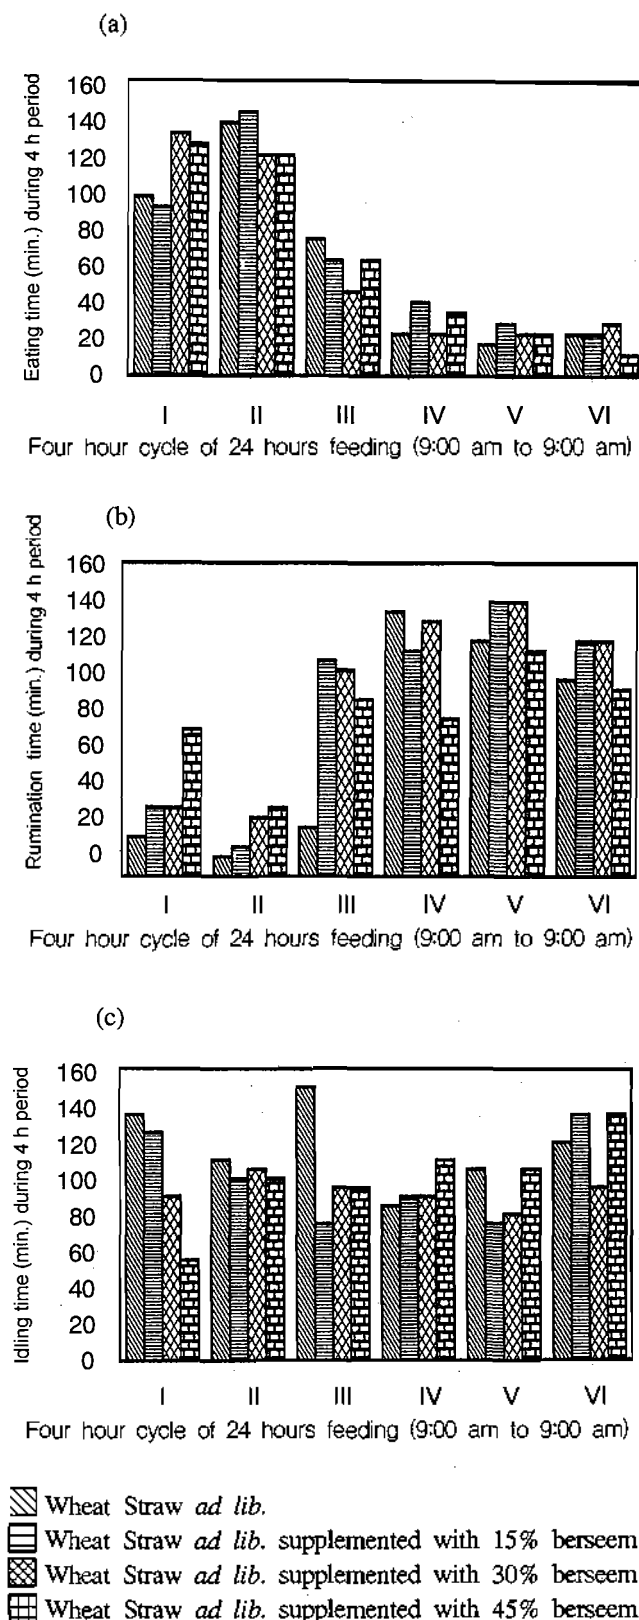 (a)
Eating time (min.) during 4 h period
160
140
120
100
80
60
40
20
0
I II III IV V VI
Four hour cycle of 24 hours feeding (9:00 am to 9:00 am)
(b)
Rumination time (min.) during 4 h period
160
140
120
100
80
60
40
20
0
I II III IV V VI
Four hour cycle of 24 hours feeding (9:00 am to 9:00 am)
(c)
Idling time (min.) during 4 h period
160
140
120
100
80
60
40
20
0
I II III IV V VI
Four hour cycle of 24 hours feeding (9:00 am to 9:00 am)
Wheat Straw ad lib.
Wheat Straw ad lib. supplemented with 15% berseem
Wheat Straw ad lib. supplemented with 30% berseem
Wheat Straw ad lib. supplemented with 45% berseem